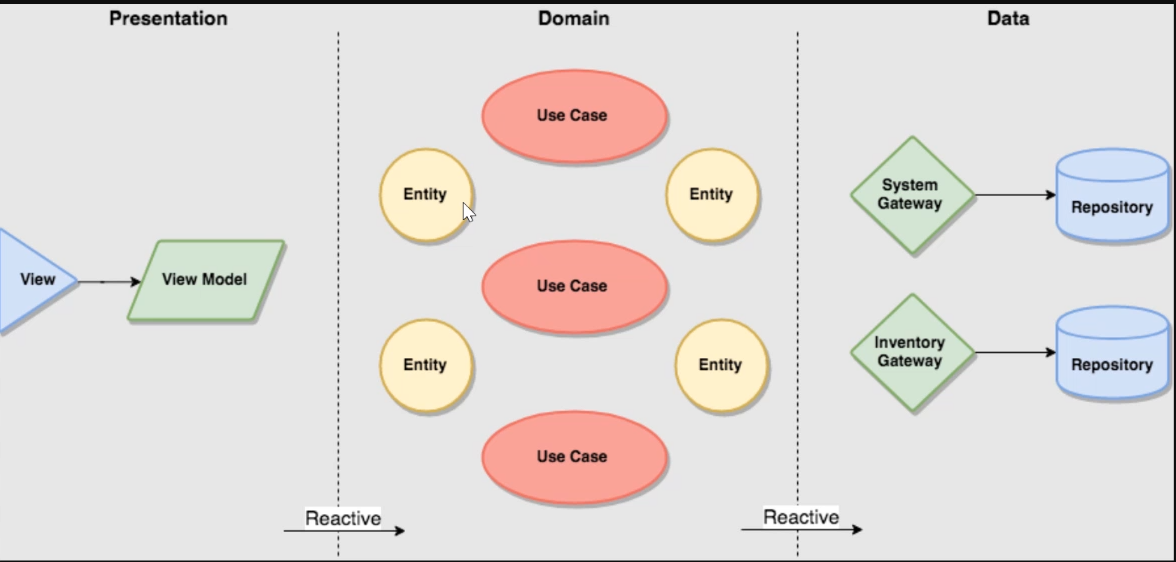 Presentation
Domain
Data
Use Case
Entity
Entity
System
Gateway
Repository
View
View Model
Use Case
Entity
Entity
Inventory
Gateway
Repository
Use Case
Reactive
Reactive